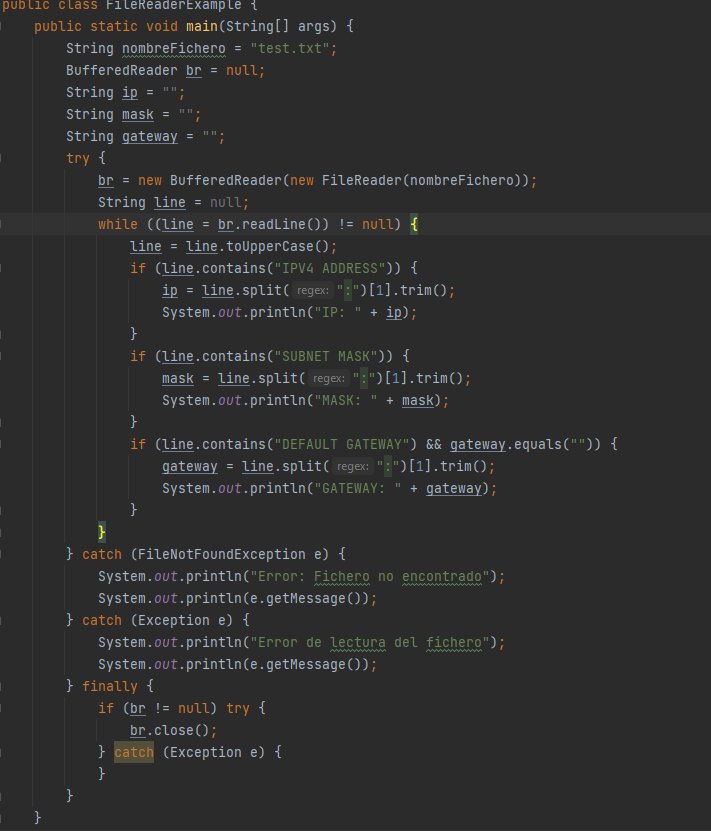 public class FileReaderExample {
    public static void main(String[] args) {
        String nombreFichero = "test.txt";
        BufferedReader br = null;
        String ip = "";
        String mask = "";
        String gateway = "";
        try {
            br = new BufferedReader(new FileReader(nombreFichero));
            String line = null;
            while ((line = br.readLine()) != null) {
                line = line.toUpperCase();
                if (line.contains("IPV4 ADDRESS")) {
                    ip = line.split( regex: ":")[1].trim();
                    System.out.println("IP: " + ip);
                }
                if (line.contains("SUBNET MASK")) {
                    mask = line.split( regex: ":")[1].trim();
                    System.out.println("MASK: " + mask);
                }
                if (line.contains("DEFAULT GATEWAY") && gateway.equals("")) {
                    gateway = line.split( regex: ":")[1].trim();
                    System.out.println("GATEWAY: " + gateway);
                }
            }
        } catch (FileNotFoundException e) {
            System.out.println("Error: Fichero no encontrado");
            System.out.println(e.getMessage());
        } catch (Exception e) {
            System.out.println("Error de lectura del fichero");
            System.out.println(e.getMessage());
        } finally {
            if (br != null) try {
                br.close();
            } catch (Exception e) {
            }
        }
    }